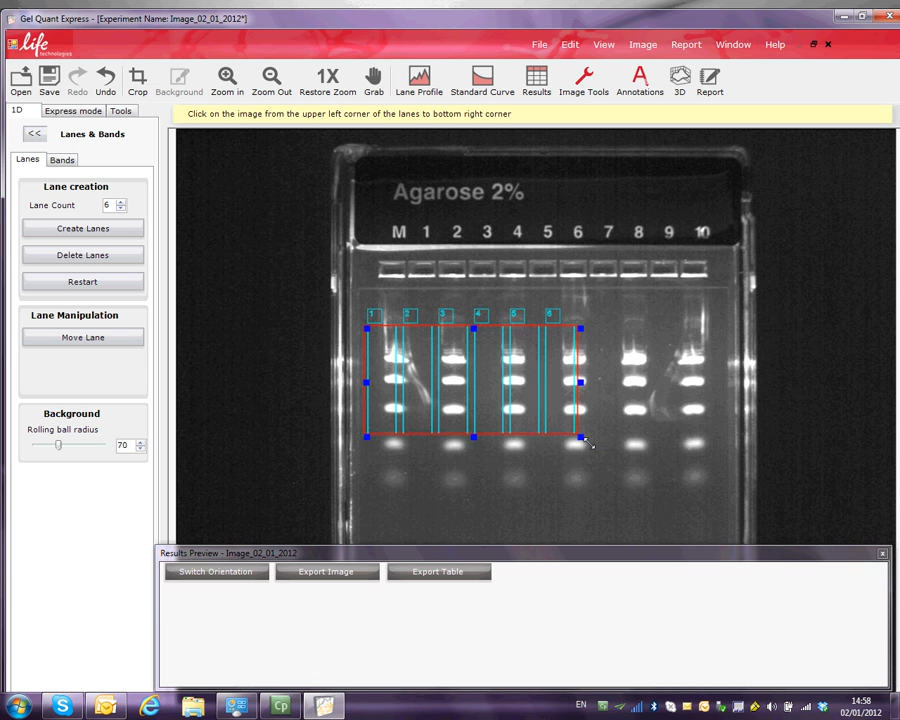 Gel Quant Express - [Experiment Name: Image_02_01_2012*]
life
technologies
File Edit View Image Report Window Help
Open Save Redo Undo Crop Background Zoom in Zoom Out Restore Zoom Grab Lane Profile Standard Curve Results Image Tools Annotations 3D Report
1X
1D Express mode Tools
Click on the image from the upper left corner of the lanes to bottom right corner
<< Lanes & Bands
Lanes Bands
Lane creation
Lane Count 6
Create Lanes
Delete Lanes
Restart
Lane Manipulation
Move Lane
Background
Rolling ball radius
70
Agarose 2%
M 1 2 3 4 5 6 7 8 9 10
1 2 3 4 5 6
Results Preview - Image_02_01_2012
Switch Orientation Export Image Export Table
EN
14:58
02/01/2012